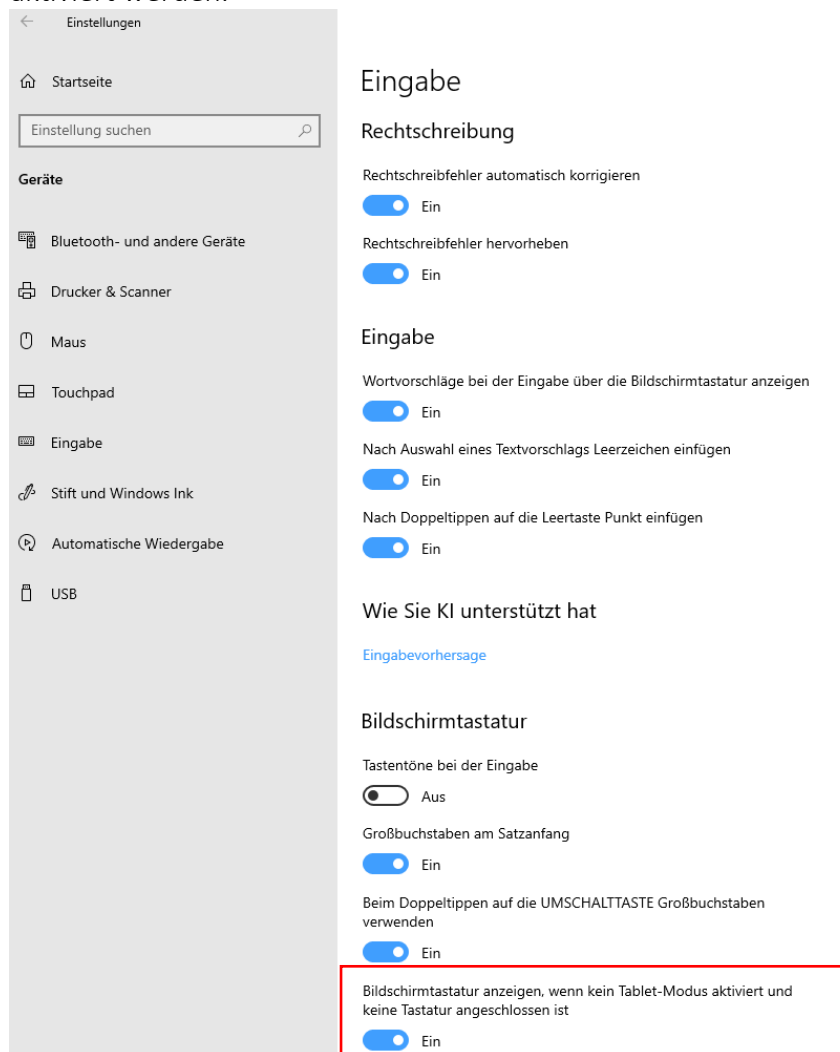 aktiviert werden.
Einstellungen
Startseite
Einstellung suchen
Geräte
Bluetooth- und andere Geräte
Drucker & Scanner
Maus
Touchpad
Eingabe
Stift und Windows Ink
Automatische Wiedergabe
USB
Eingabe
Rechtschreibung
Rechtschreibfehler automatisch korrigieren
Ein
Rechtschreibfehler hervorheben
Ein
Eingabe
Wortvorschläge bei der Eingabe über die Bildschirmtastatur anzeigen
Ein
Nach Auswahl eines Textvorschlags Leerzeichen einfügen
Ein
Nach Doppeltippen auf die Leertaste Punkt einfügen
Ein
Wie Sie KI unterstützt hat
Eingabevorhersage
Bildschirmtastatur
Tastentöne bei der Eingabe
Aus
Großbuchstaben am Satzanfang
Ein
Beim Doppeltippen auf die UMSCHALTTASTE Großbuchstaben
verwenden
Ein
Bildschirmtastatur anzeigen, wenn kein Tablet-Modus aktiviert und
keine Tastatur angeschlossen ist
Ein